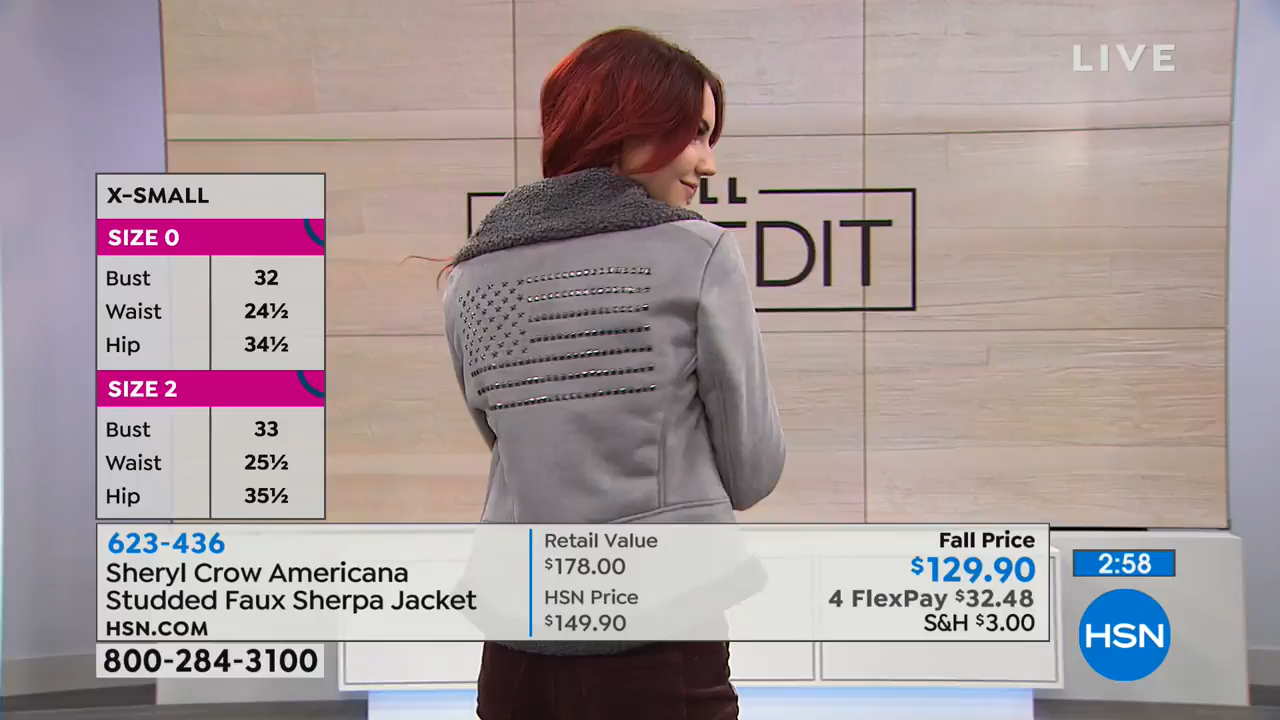 LIVE
X-SMALL
SIZE 0
Bust 32
Waist 24½
Hip 34½
SIZE 2
Bust 33
Waist 25½
Hip 35½
LL
EDIT
623-436
Sheryl Crow Americana
Studded Faux Sherpa Jacket
HSN.COM
800-284-3100
Retail Value
$178.00
HSN Price
$149.90
Fall Price
$129.90
4 FlexPay $32.48
S&H $3.00
2:58
HSN